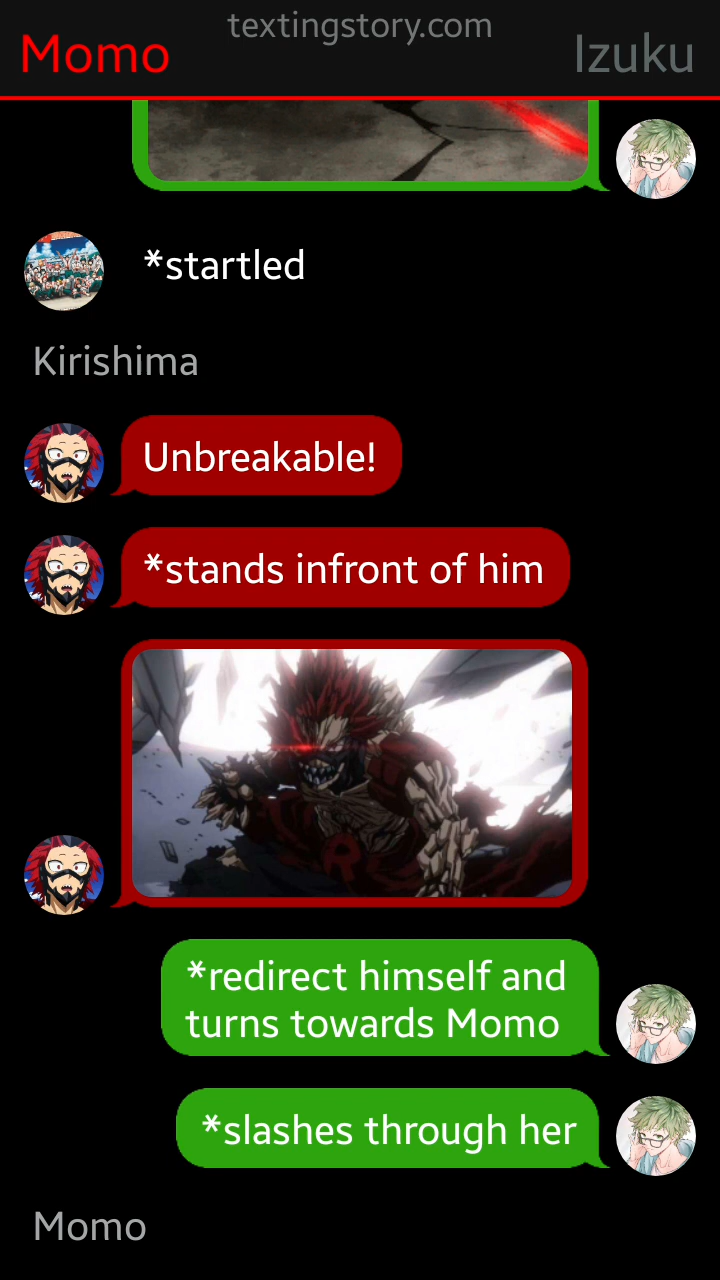 textingstory.com
Momo
Izuku
*startled
Kirishima
Unbreakable!
*stands infront of him
R
*redirect himself and
turns towards Momo
*slashes through her
Momo